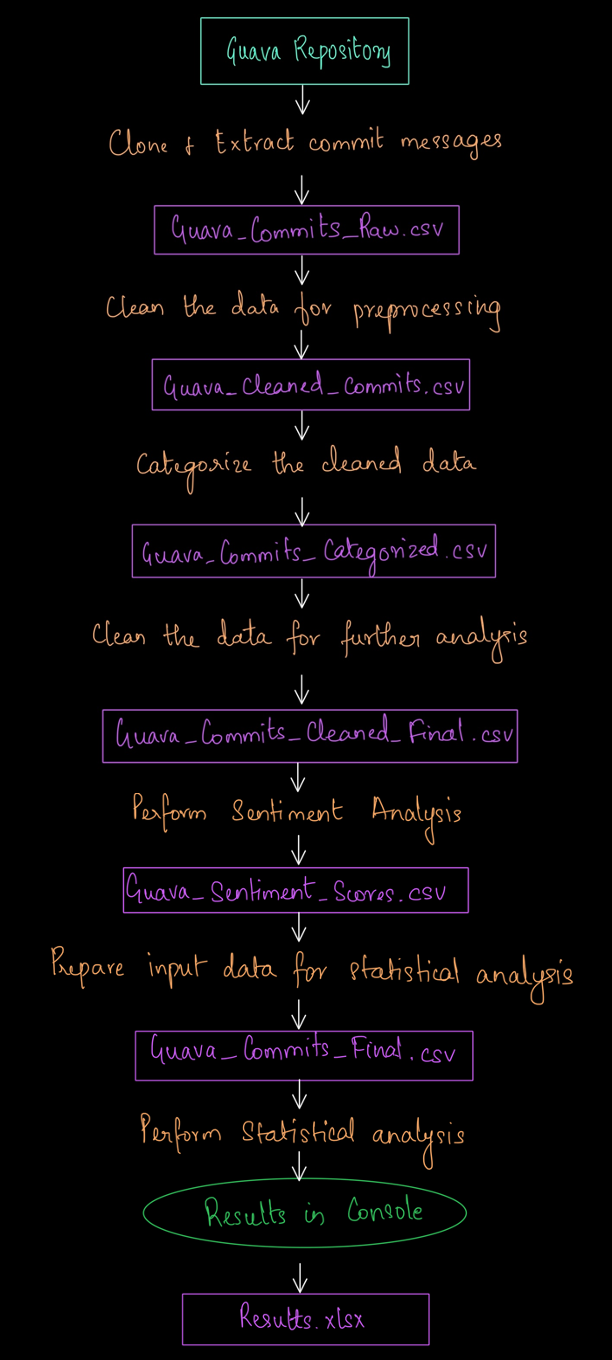 Guava Repository
Clone & Extract commit messages
Guava_Commits_Raw.csv
Clean the data for preprocessing
Guava_Cleaned_Commits.csv
Categorize the cleaned data
Guava_Commits_Categorized.csv
Clean the data for further analysis
Guava_Commits_Cleaned_Final.csv
Perform Sentiment Analysis
Guava_Sentiment_Scores.csv
Prepare input data for statistical analysis
Guava_Commits_Final.csv
Perform Statistical analysis
Results in Console
Results.xlsx